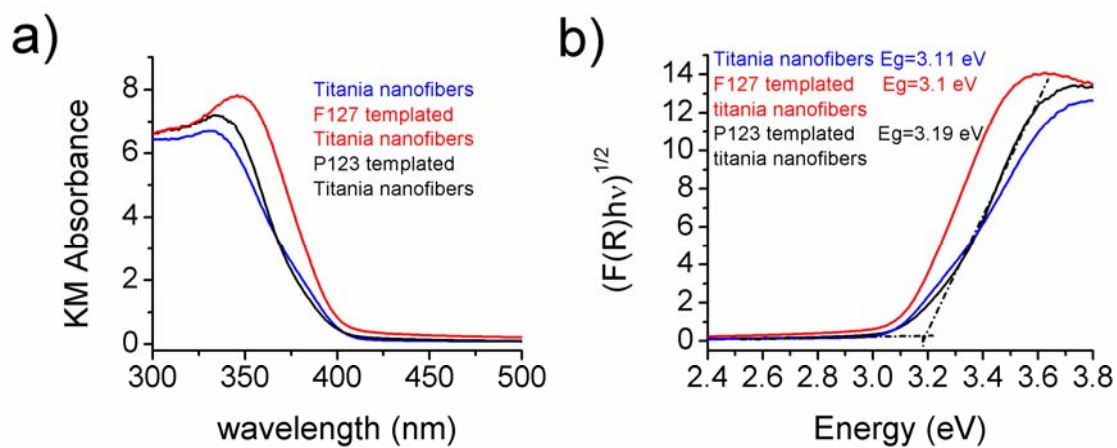 a)
KM Absorbance
8
6
4
2
0
Titania nanofibers
F127 templated
Titania nanofibers
P123 templated
Titania nanofibers
300 350 400 450 500
wavelength (nm)
b)
(F(R)hν)^1/2
14
12
10
8
6
4
2
0
Titania nanofibers Eg=3.11 eV
F127 templated Eg=3.1 eV
titania nanofibers
P123 templated Eg=3.19 eV
titania nanofibers
2.4 2.6 2.8 3.0 3.2 3.4 3.6 3.8
Energy (eV)